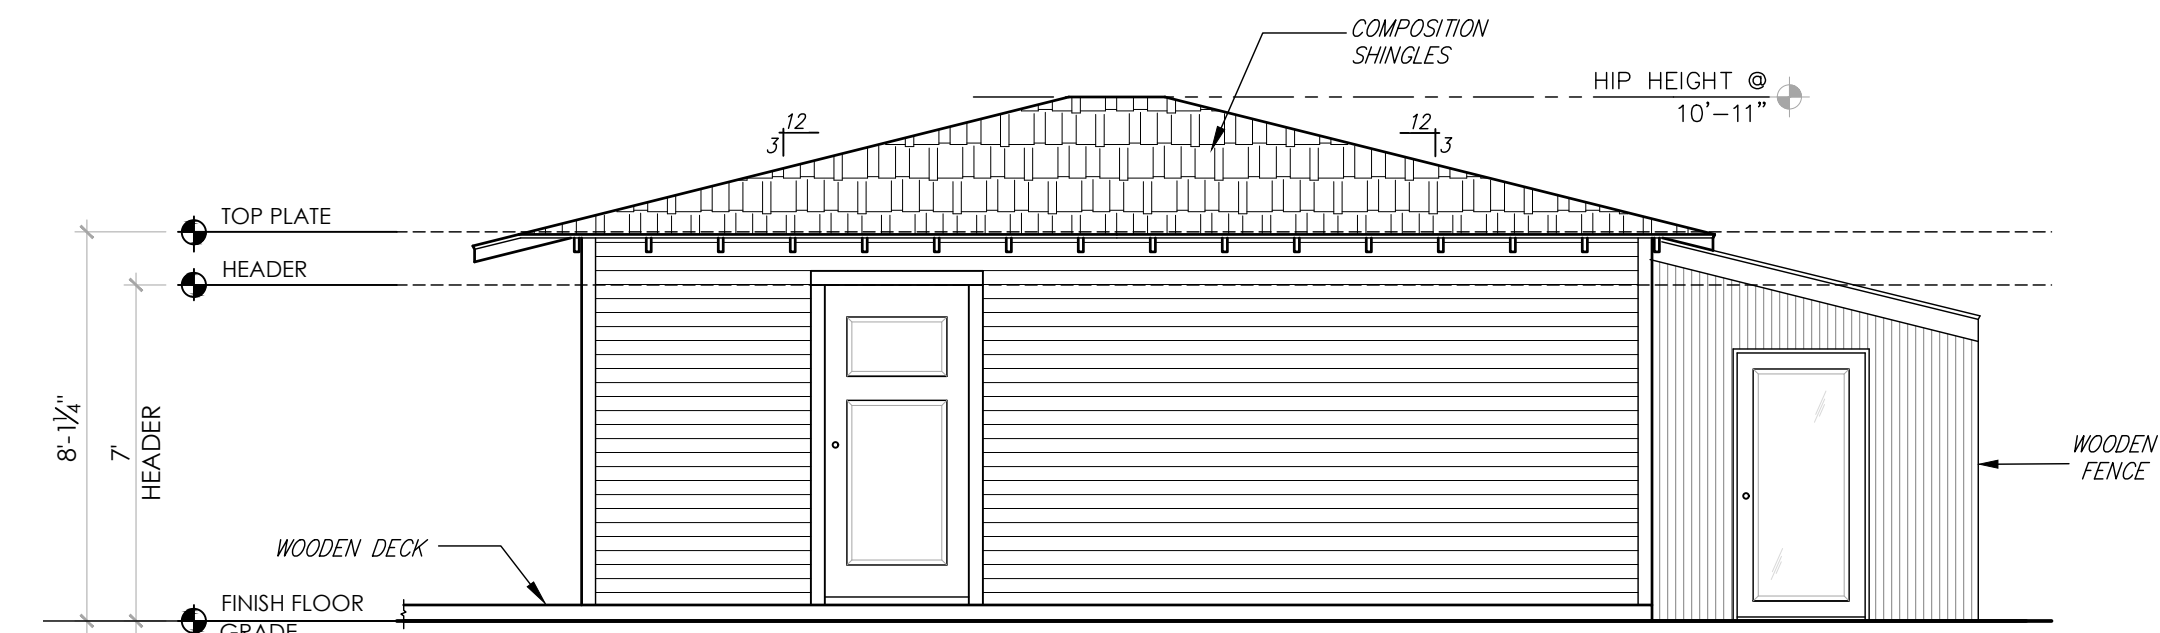 COMPOSITION
SHINGLES
HIP HEIGHT @
10'-11"
12
3
12
3
TOP PLATE
HEADER
8'-1¼"
7'
HEADER
WOODEN
FENCE
WOODEN DECK
FINISH FLOOR
GRADE